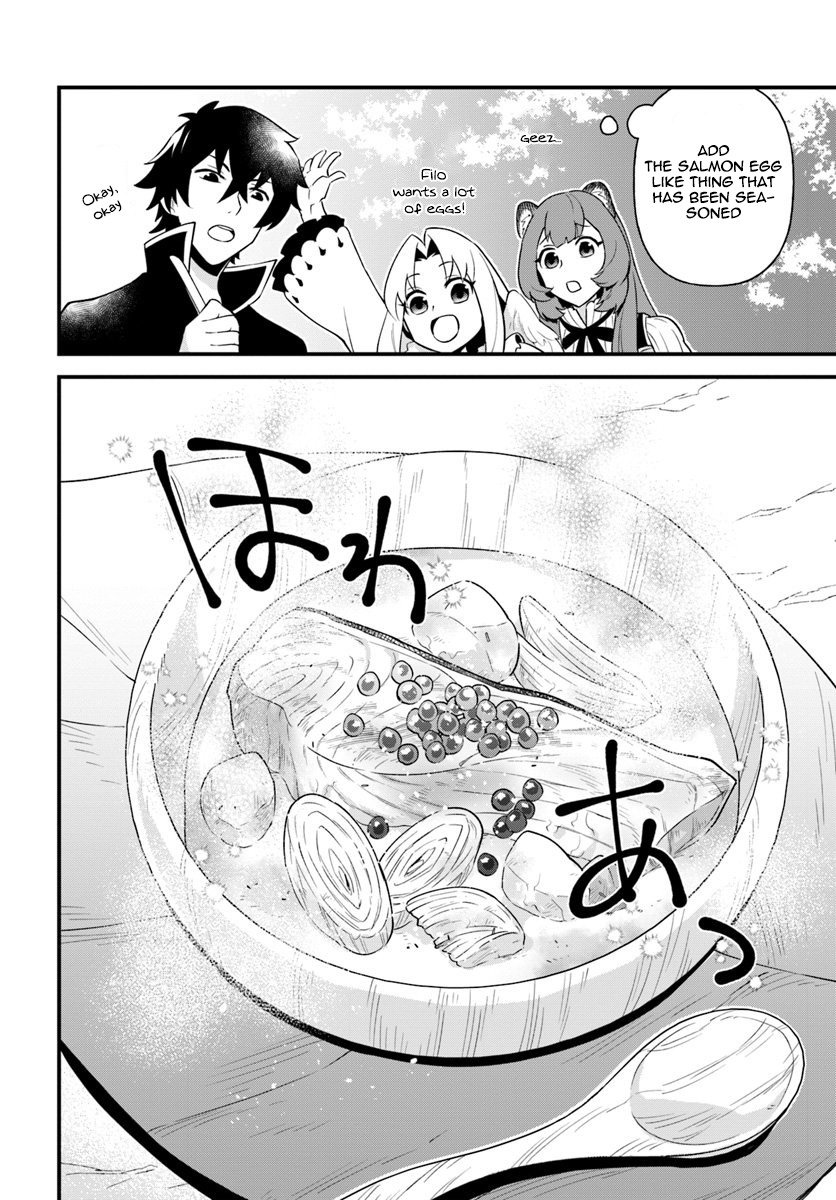 ADD
THE SALMON EGG
LIKE THING THAT
HAS BEEN SEA-
SONED
Geez...
Filo
wants a lot
of eggs!
Okay,
okay
ほわ
あっ